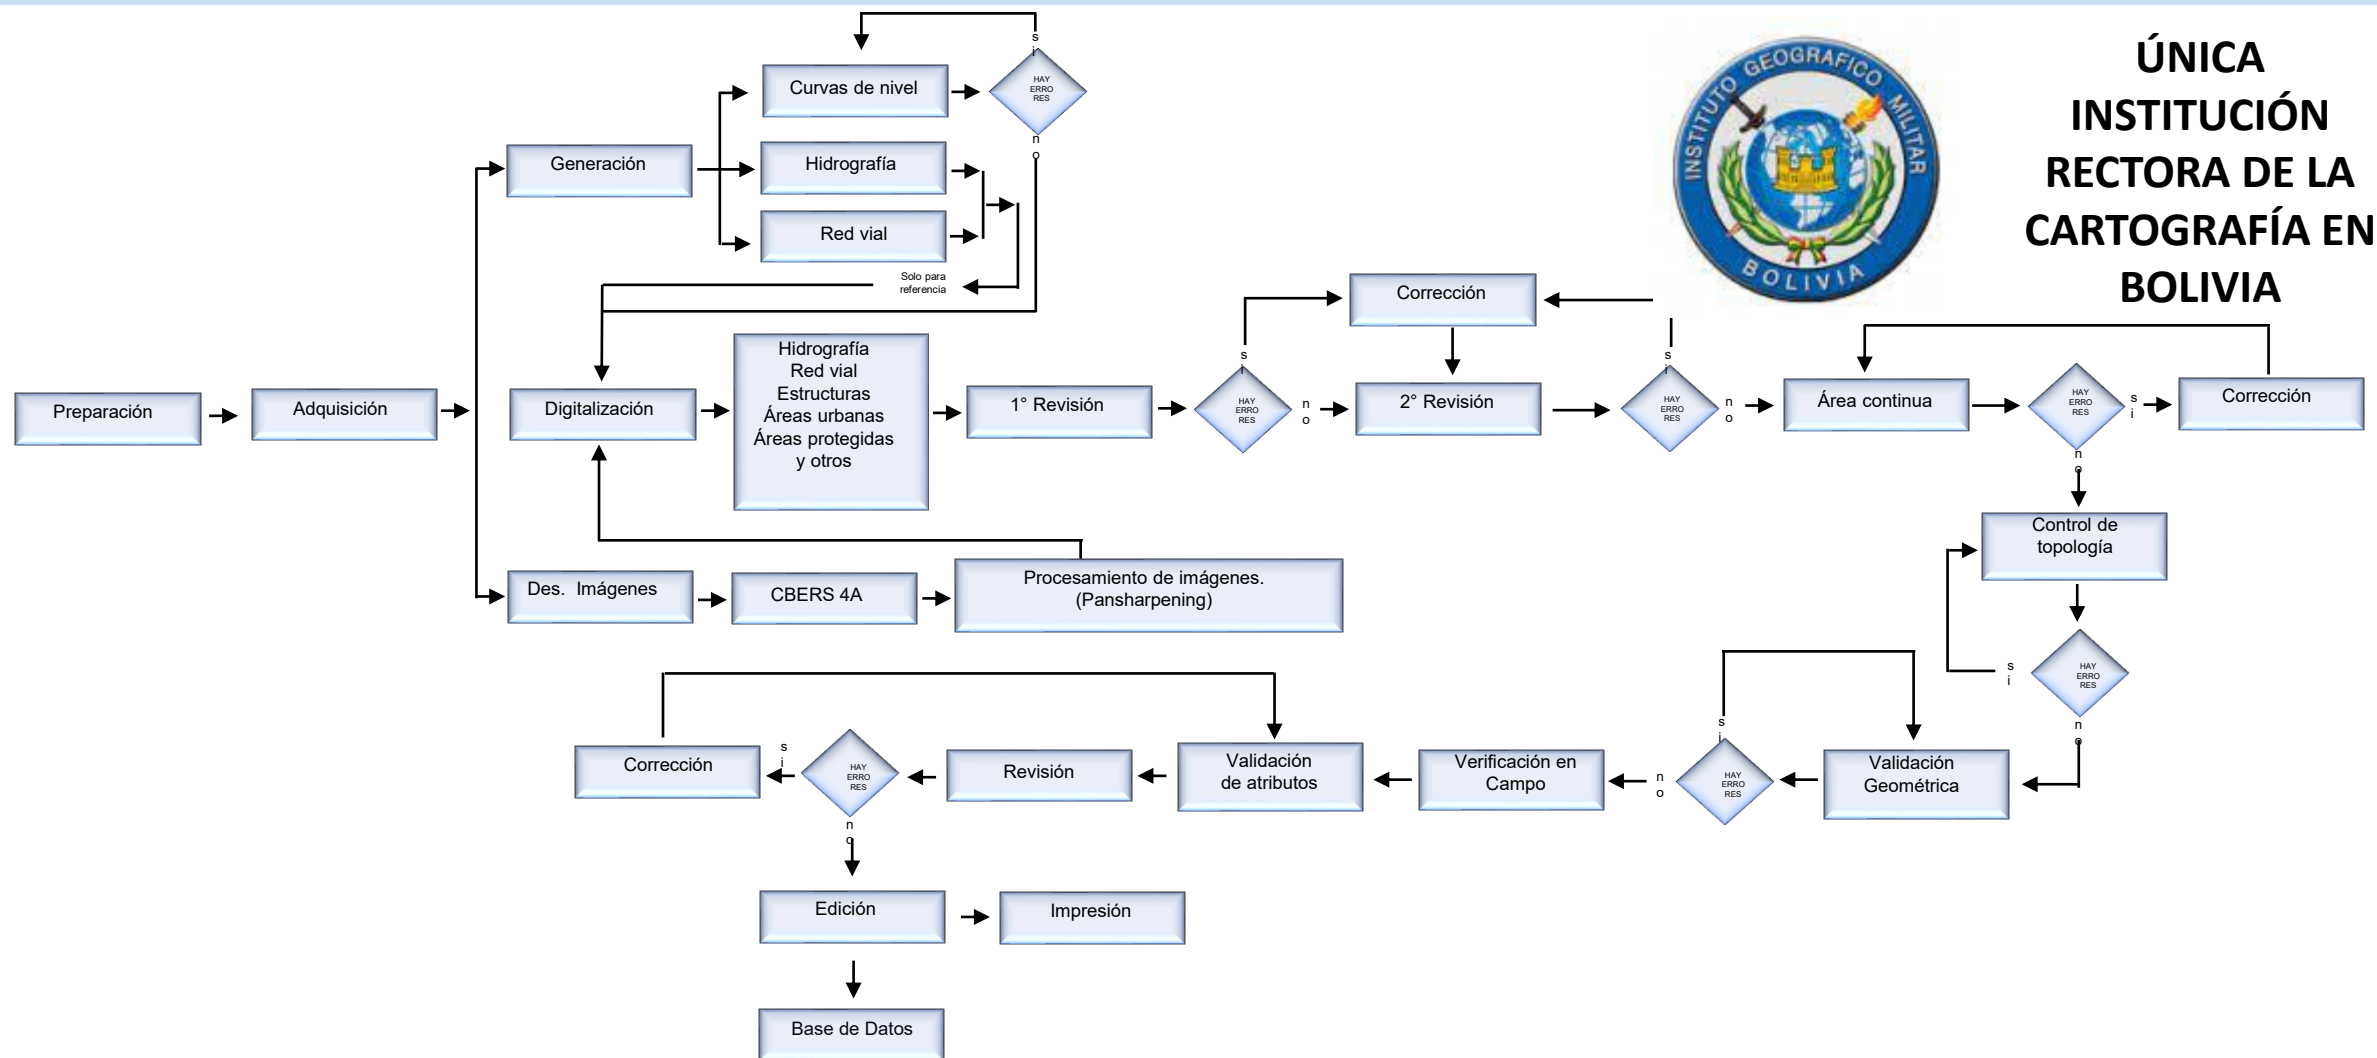 ÚNICA
INSTITUCIÓN
RECTORA DE LA
CARTOGRAFÍA EN
BOLIVIA
INSTITUTO GEOGRAFICO MILITAR
BOLIVIA
Preparación
Adquisición
Generación
Curvas de nivel
HAY
ERRO
RES
si
no
Hidrografía
Red vial
Solo para
referencia
Digitalización
Hidrografía
Red vial
Estructuras
Áreas urbanas
Áreas protegidas
y otros
1° Revisión
HAY
ERRO
RES
si
no
Corrección
2° Revisión
HAY
ERRO
RES
si
no
Área continua
HAY
ERRO
RES
si
no
Corrección
Des. Imágenes
CBERS 4A
Procesamiento de imágenes.
(Pansharpening)
Control de
topología
HAY
ERRO
RES
si
no
Validación
Geométrica
HAY
ERRO
RES
si
no
Verificación en
Campo
Validación
de atributos
Revisión
HAY
ERRO
RES
si
no
Corrección
Edición
Impresión
Base de Datos